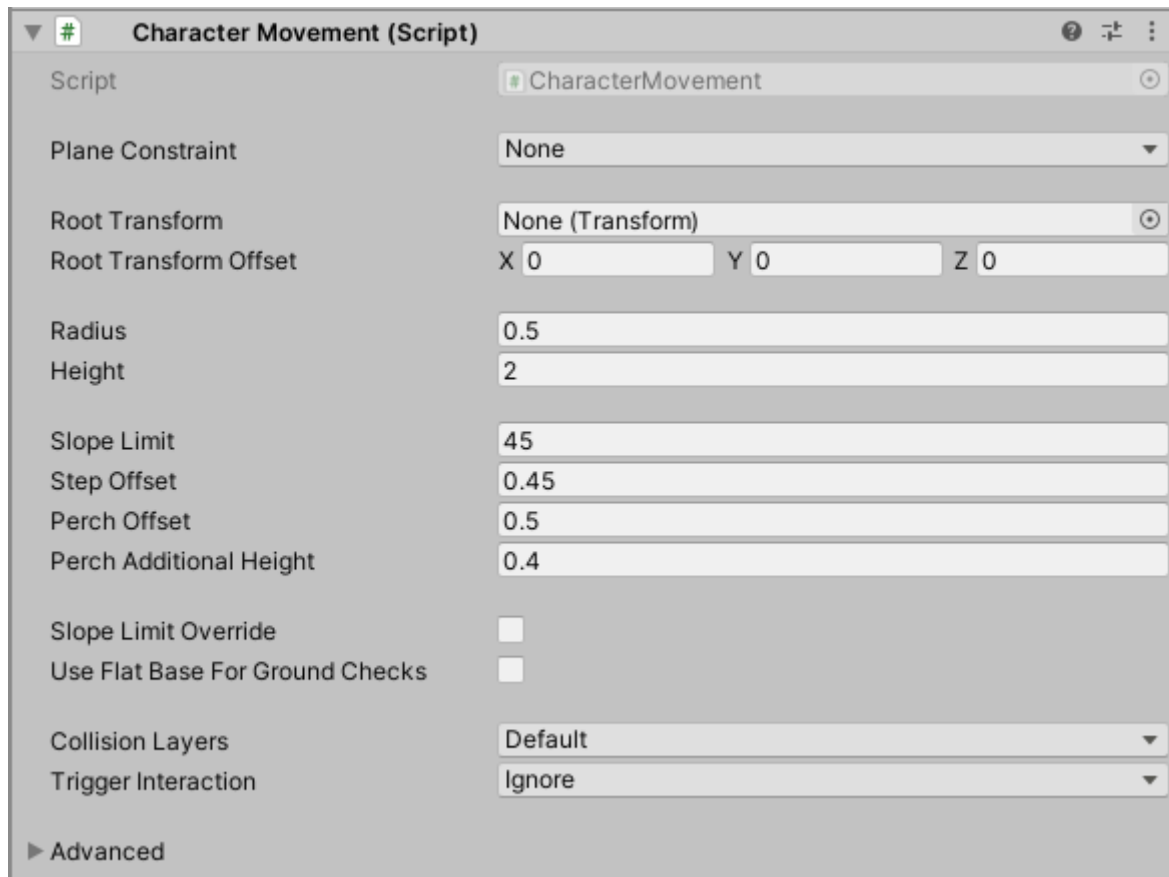 Character Movement (Script)
Script CharacterMovement
Plane Constraint None
Root Transform None (Transform)
Root Transform Offset X 0 Y 0 Z 0
Radius 0.5
Height 2
Slope Limit 45
Step Offset 0.45
Perch Offset 0.5
Perch Additional Height 0.4
Slope Limit Override
Use Flat Base For Ground Checks
Collision Layers Default
Trigger Interaction Ignore
Advanced